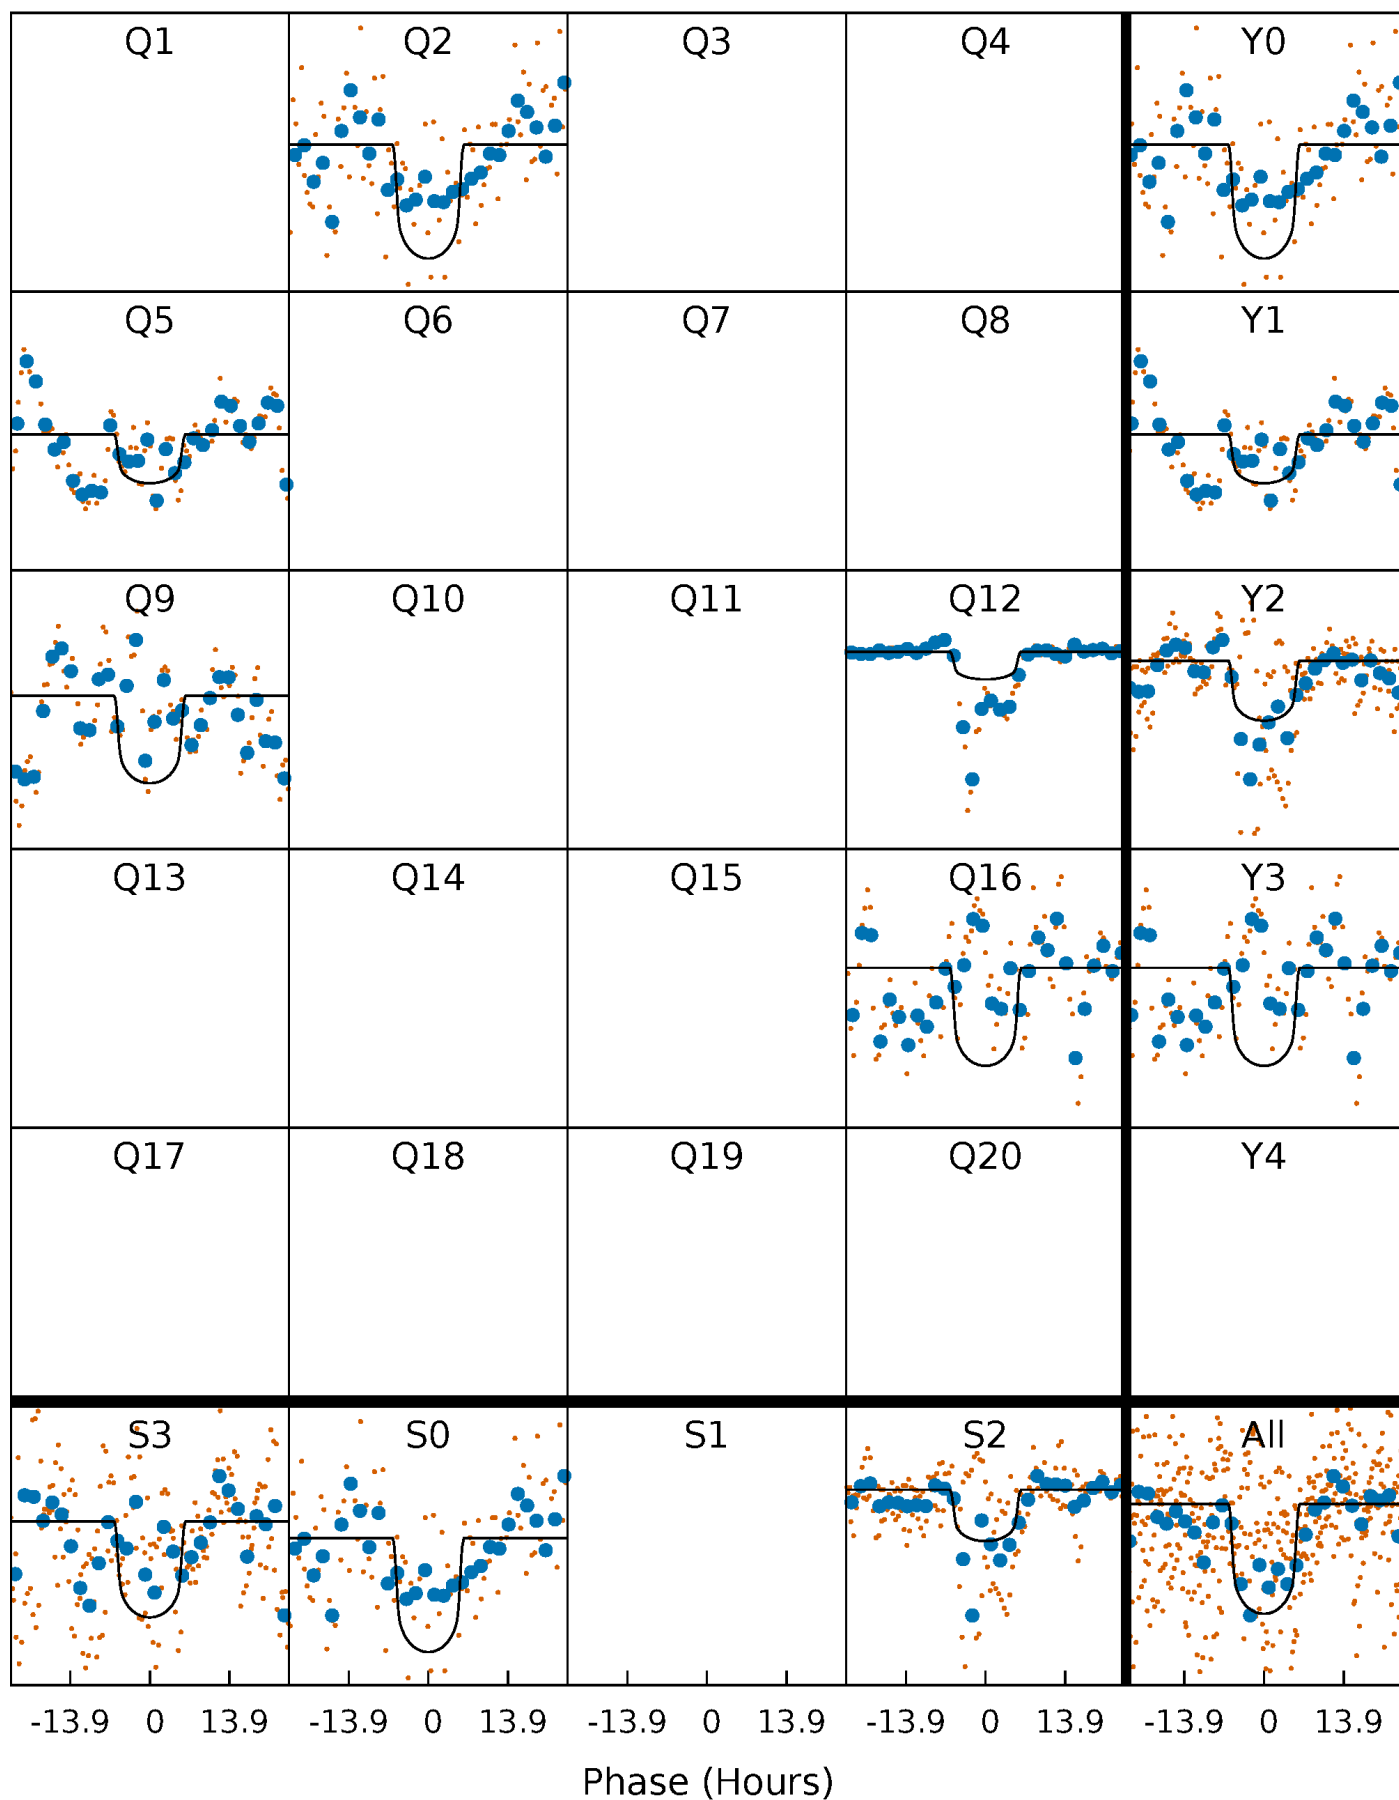 Q1 Q2 Q3 Q4 Y0
Q5 Q6 Q7 Q8 Y1
Q9 Q10 Q11 Q12 Y2
Q13 Q14 Q15 Q16 Y3
Q17 Q18 Q19 Q20 Y4
S3 S0 S1 S2 All
-13.9 0 13.9 -13.9 0 13.9 -13.9 0 13.9 -13.9 0 13.9 -13.9 0 13.9
Phase (Hours)